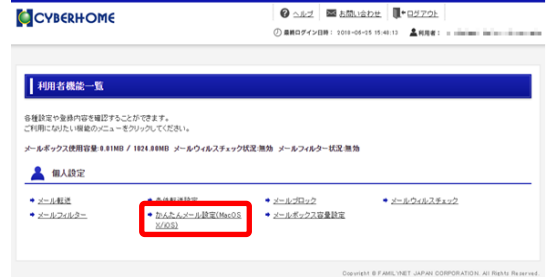 CYBERHOME
ヘルプ お問い合わせ ログアウト
最新ログイン日時: 2018-06-25 15:40:13 利用者:
利用者機能一覧
各種設定や登録内容を確認することができます。
ご利用になりたい機能のメニューをクリックしてください。
メールボックス使用容量:0.01MB / 1024.00MB メールウィルスチェック状況:無効 メールフィルター状況:無効
個人設定
メール転送 条件転送設定 メールブロック メールウィルスチェック
メールフィルター かんたんメール設定(MacOS メールボックス容量設定
X/iOS)
Copyright © FAMILYNET JAPAN CORPORATION. All Rights Reserved.